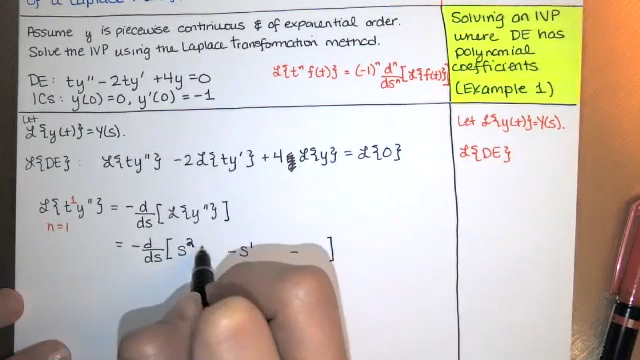 of a Laplace
Assume y is piecewise continuous & of exponential order.
Solve the IVP using the Laplace Transformation method.
DE: ty'' - 2ty' + 4y = 0
ICs: y(0) = 0, y'(0) = -1
ℒ{tⁿ f(t)} = (-1)ⁿ dⁿ/dsⁿ [ℒ{f(t)}]
Solving an IVP
where DE has
polynomial
coefficients
(Example 1)
Let
ℒ{y(t)} = Y(s).
ℒ{DE}: ℒ{ty''} - 2ℒ{ty'} + 4ℒ{y} = ℒ{0}
ℒ{t¹y''} = -d/ds [ℒ{y''}]
n=1
= -d/ds [ s² - s¹ - ]
Let ℒ{y(t)} = Y(s).
ℒ{DE}